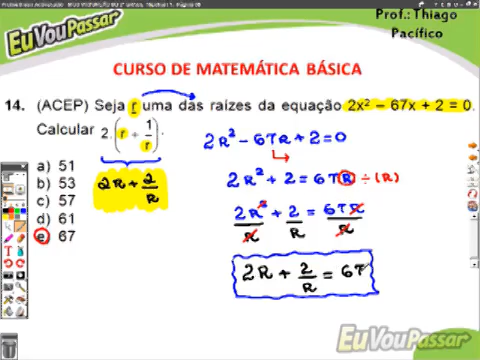 EuVouPassar
Prof.: Thiago
Pacífico
CURSO DE MATEMÁTICA BÁSICA
14. (ACEP) Seja r uma das raízes da equação 2x² – 67x + 2 = 0.
Calcular 2.(r + 1/r).
2R + 2/R
a) 51
b) 53
c) 57
d) 61
e) 67
2R² - 67R + 2 = 0
2R² + 2 = 67R ÷ (R)
2R²/R + 2/R = 67R/R
2R + 2/R = 67
EuVouPassar